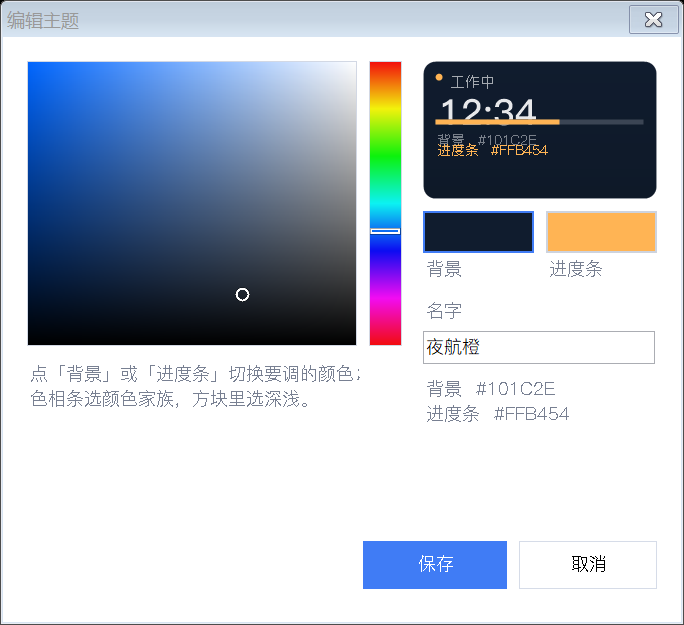 编辑主题
工作中
12:34
背景 #101C2E
进度条 #FFB454
背景
进度条
名字
夜航橙
背景 #101C2E
进度条 #FFB454
点「背景」或「进度条」切换要调的颜色；
色相条选颜色家族，方块里选深浅。
保存
取消